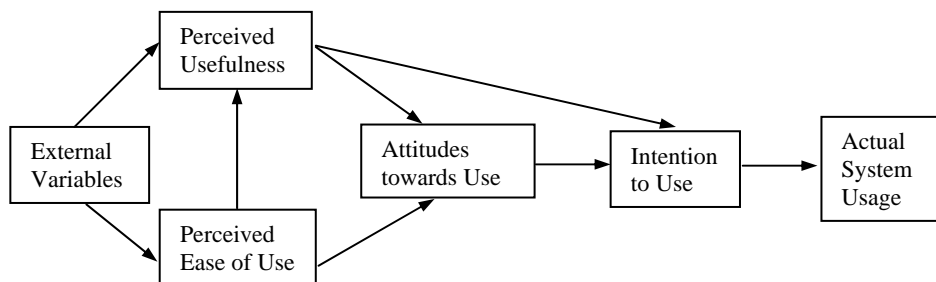 Perceived
Usefulness
External
Variables
Perceived
Ease of Use
Attitudes
towards Use
Intention
to Use
Actual
System
Usage